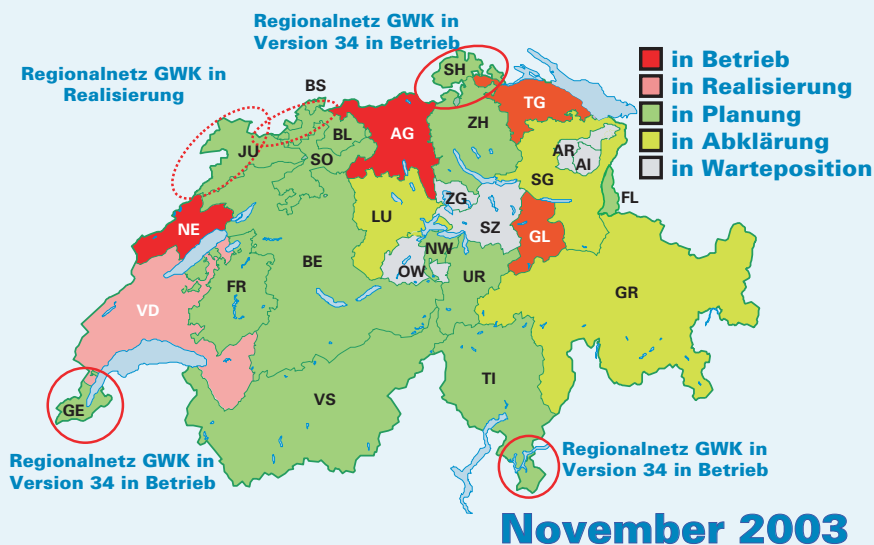 Regionalnetz GWK in
Version 34 in Betrieb
Regionalnetz GWK in
Realisierung
in Betrieb
in Realisierung
in Planung
in Abklärung
in Warteposition
BS
SH
TG
BL
AG
ZH
JU
SO
AR
AI
SG
FL
ZG
LU
SZ
GL
NE
NW
OW
BE
UR
FR
GR
VD
TI
VS
GE
Regionalnetz GWK in
Version 34 in Betrieb
Regionalnetz GWK in
Version 34 in Betrieb
November 2003